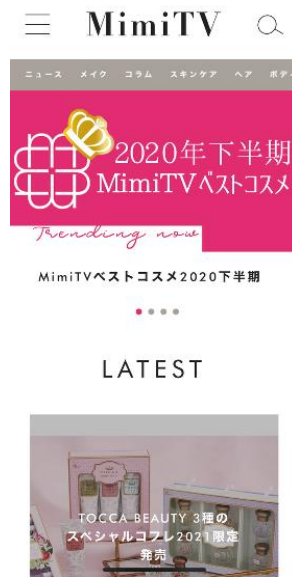 MimiTV
ニュース メイク コラム スキンケア ヘア ボデ
2020年下半期
MimiTVベストコスメ
Trending now
MimiTVベストコスメ2020下半期
LATEST
TOCCA BEAUTY 3種の
スペシャルコフレ2021限定
発売